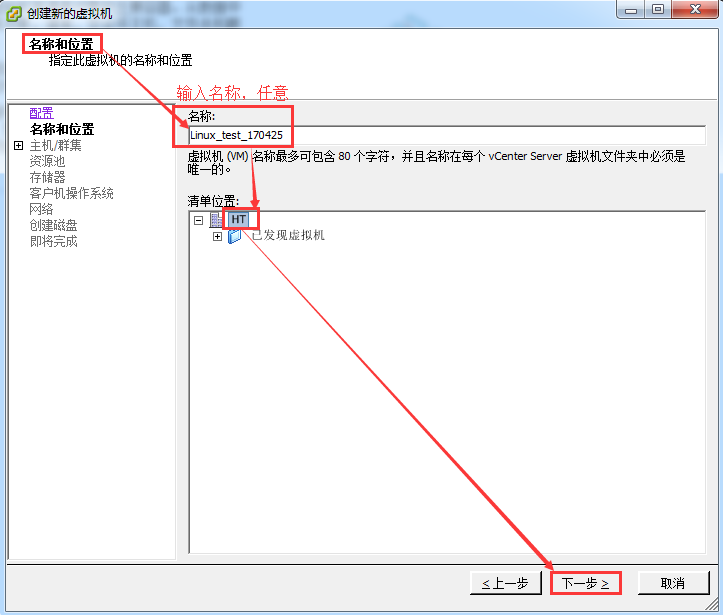 创建新的虚拟机
名称和位置
指定此虚拟机的名称和位置
配置
名称和位置
主机/群集
资源池
存储器
客户机操作系统
网络
创建磁盘
即将完成
输入名称，任意
名称:
Linux_test_170425
虚拟机 (VM) 名称最多可包含 80 个字符，并且名称在每个 vCenter Server 虚拟机文件夹中必须是
唯一的。
清单位置:
HT
已发现虚拟机
< 上一步
下一步 >
取消